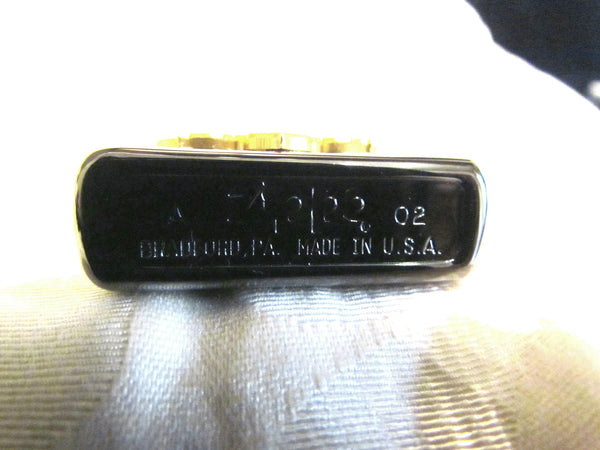 A Zippo 02
BRADFORD,PA. MADE IN U.S.A.